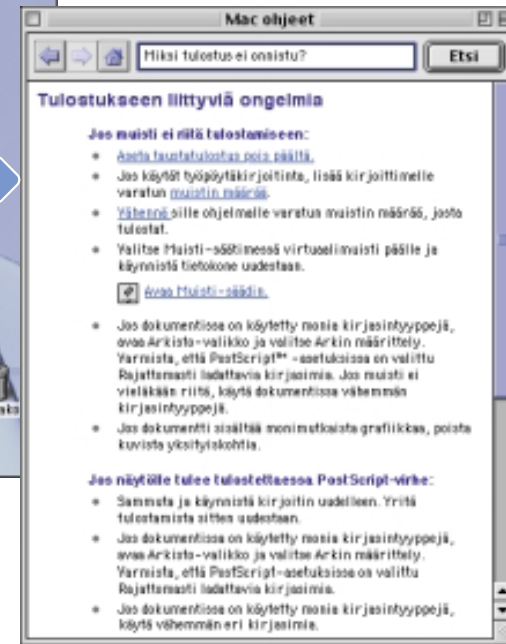 Mac ohjeet
Miksi tulostus ei onnistu?
Etsi
Tulostukseen liittyviä ongelmia
Jos muisti ei riitä tulostamiseen:
Aseta taustatulostus pois päältä.
Jos käytät työpöytäkirjoitinta, lisää kirjoittimelle
varatun muistin määrää.
Vähennä sille ohjelmalle varatun muistin määrää, josta
tulostat.
Valitse Muisti-säätimessä virtuaalimuisti päälle ja
käynnistä tietokone uudestaan.
Avaa Muisti-säädin.
Jos dokumentissa on käytetty monia kirjasintyyppejä,
avaa Arkisto-valikko ja valitse Arkin määrittely.
Varmista, että PostScript™ -asetuksissa on valittu
Rajattomasti ladattavia kirjasimia. Jos muisti ei
vieläkään riitä, käytä dokumentissa vähemmän
kirjasintyyppejä.
Jos dokumentti sisältää monimutkaista grafiikkaa, poista
kuvista yksityiskohtia.
Jos näytölle tulee tulostettaessa PostScript-virhe:
Sammuta ja käynnistä kirjoitin uudelleen. Yritä
tulostamista sitten uudestaan.
Jos dokumentissa on käytetty monia kirjasintyyppejä,
avaa Arkisto-valikko ja valitse Arkin määrittely.
Varmista, että PostScript-asetuksissa on valittu
Rajattomasti ladattavia kirjasimia.
Jos dokumentissa on käytetty monia kirjasintyyppejä,
käytä vähemmän eri kirjasimia.